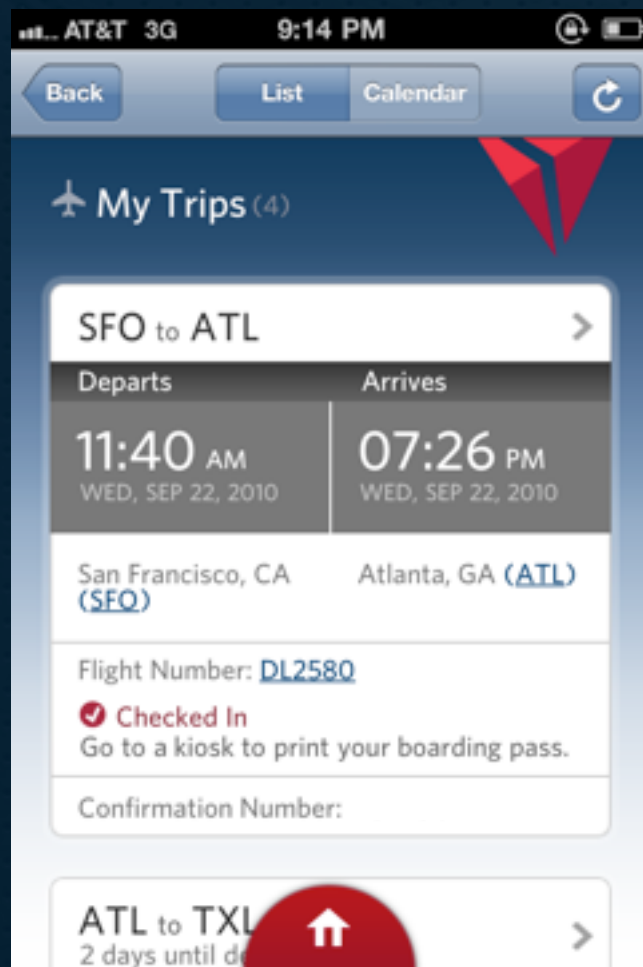 AT&T 3G 9:14 PM
Back List Calendar
My Trips (4)
SFO to ATL
Departs Arrives
11:40 AM 07:26 PM
WED, SEP 22, 2010 WED, SEP 22, 2010
San Francisco, CA Atlanta, GA (ATL)
(SFO)
Flight Number: DL2580
Checked In
Go to a kiosk to print your boarding pass.
Confirmation Number:
ATL to TXL
2 days until